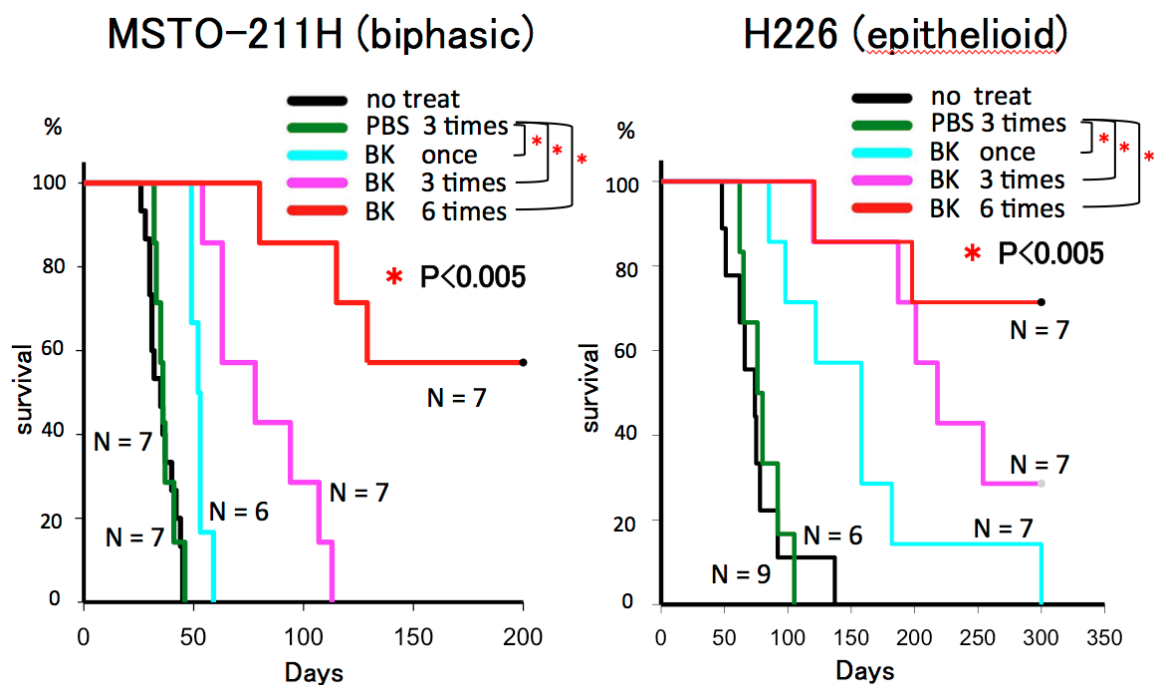 MSTO-211H (biphasic)
no treat
PBS 3 times
BK once
BK 3 times
BK 6 times
* * *
* P<0.005
%
100
80
60
40
20
0
survival
N = 7
N = 7
N = 6
N = 7
N = 7
0 50 100 150 200
Days
H226 (epithelioid)
no treat
PBS 3 times
BK once
BK 3 times
BK 6 times
* * *
* P<0.005
%
100
80
60
40
20
0
survival
N = 7
N = 7
N = 7
N = 6
N = 9
0 50 100 150 200 250 300 350
Days